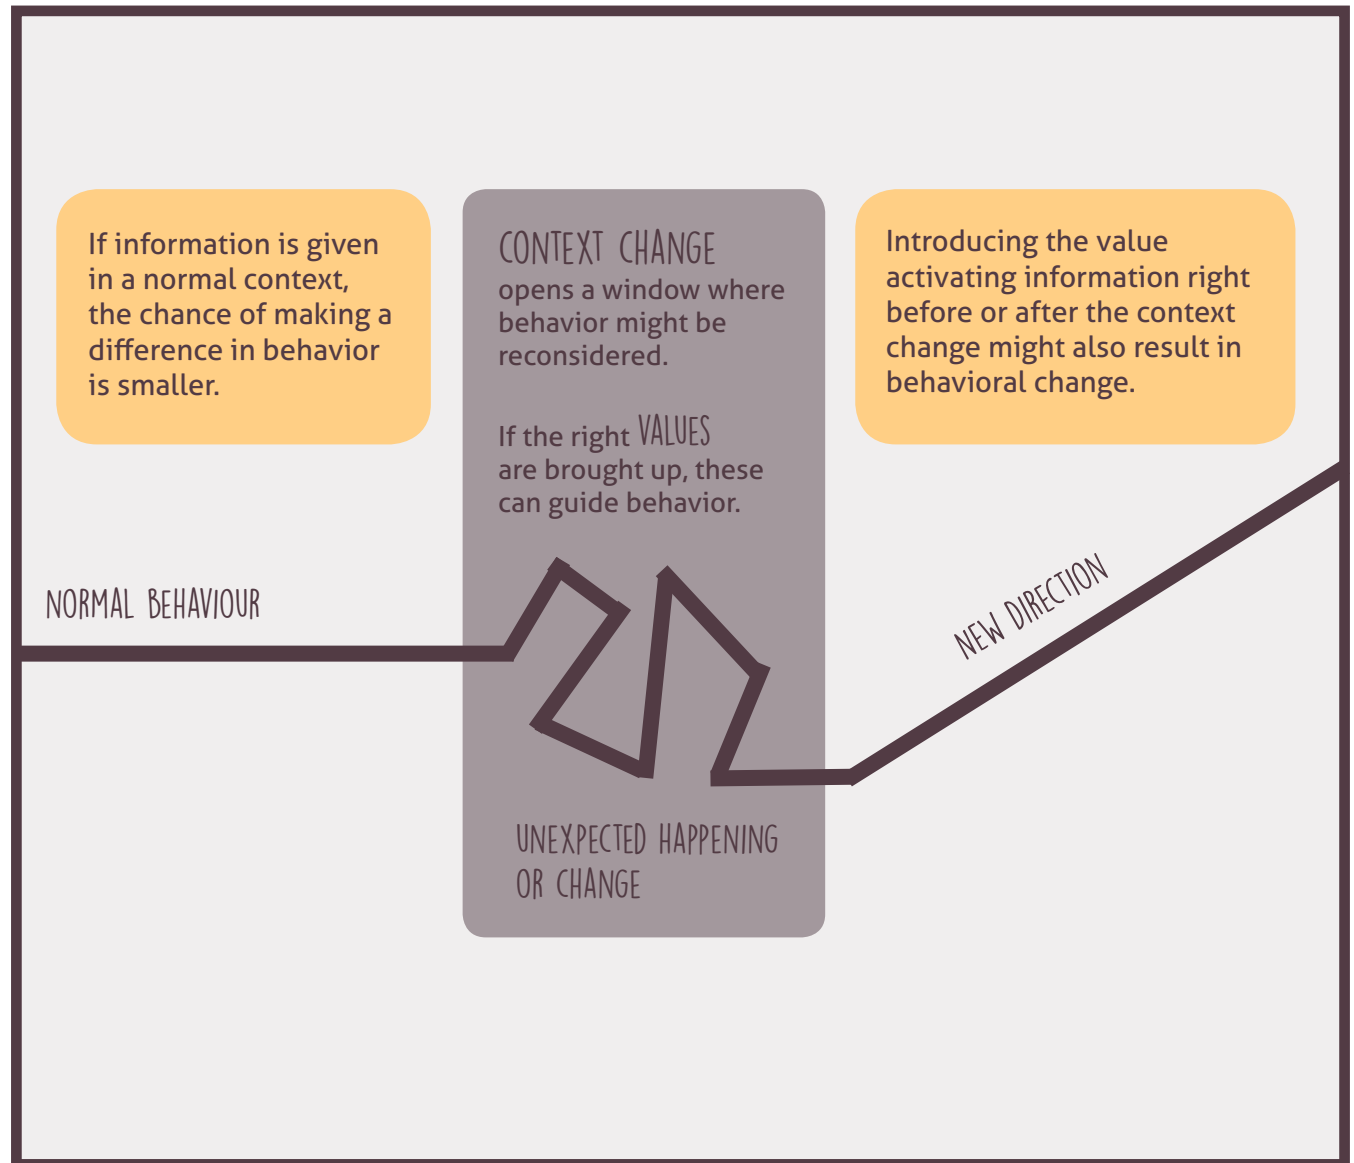 If information is given
in a normal context,
the chance of making a
difference in behavior
is smaller.
CONTEXT CHANGE
opens a window where
behavior might be
reconsidered.
If the right VALUES
are brought up, these
can guide behavior.
Introducing the value
activating information right
before or after the context
change might also result in
behavioral change.
NORMAL BEHAVIOUR
NEW DIRECTION
UNEXPECTED HAPPENING
OR CHANGE